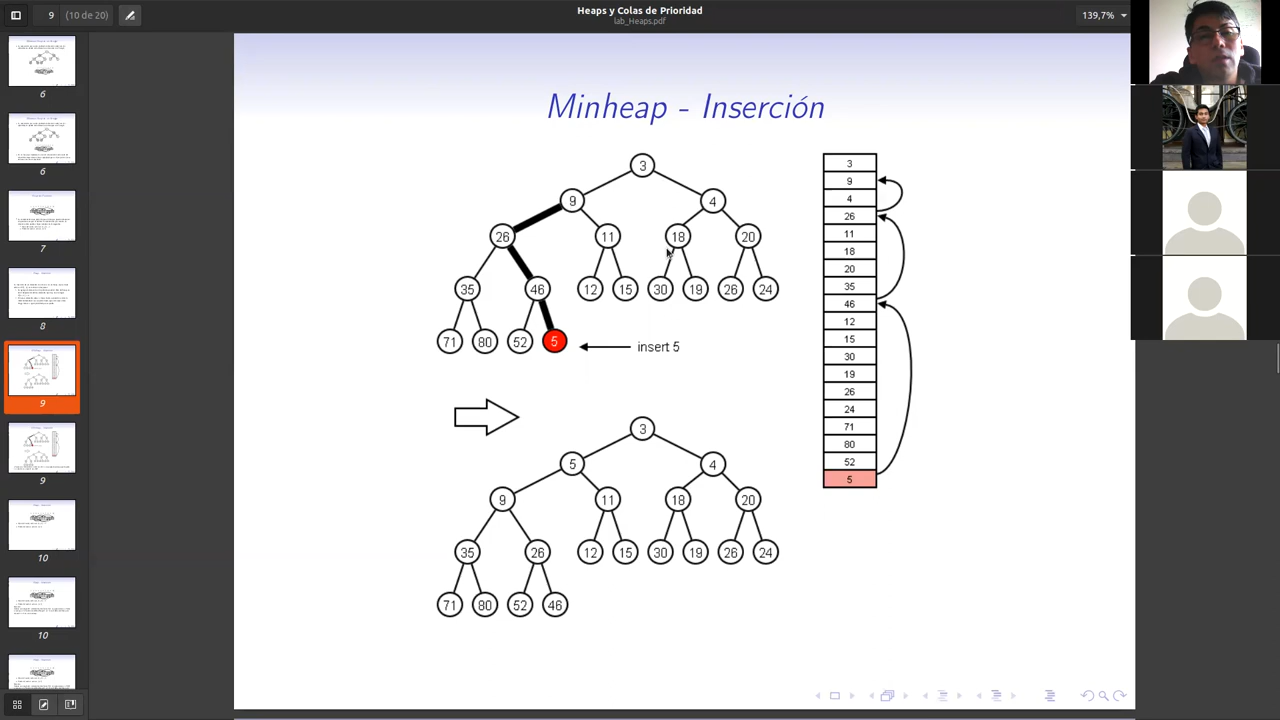 9 (10 de 20)
Heaps y Colas de Prioridad
lab_Heaps.pdf
139,7%
6
6
7
8
9
9
10
10
Minheap - Inserción
3
9 4
26 11 18 20
35 46 12 15 30 19 26 24
71 80 52 5
insert 5
3
5 4
9 11 18 20
35 26 12 15 30 19 26 24
71 80 52 46
3
9
4
26
11
18
20
35
46
12
15
30
19
26
24
71
80
52
5